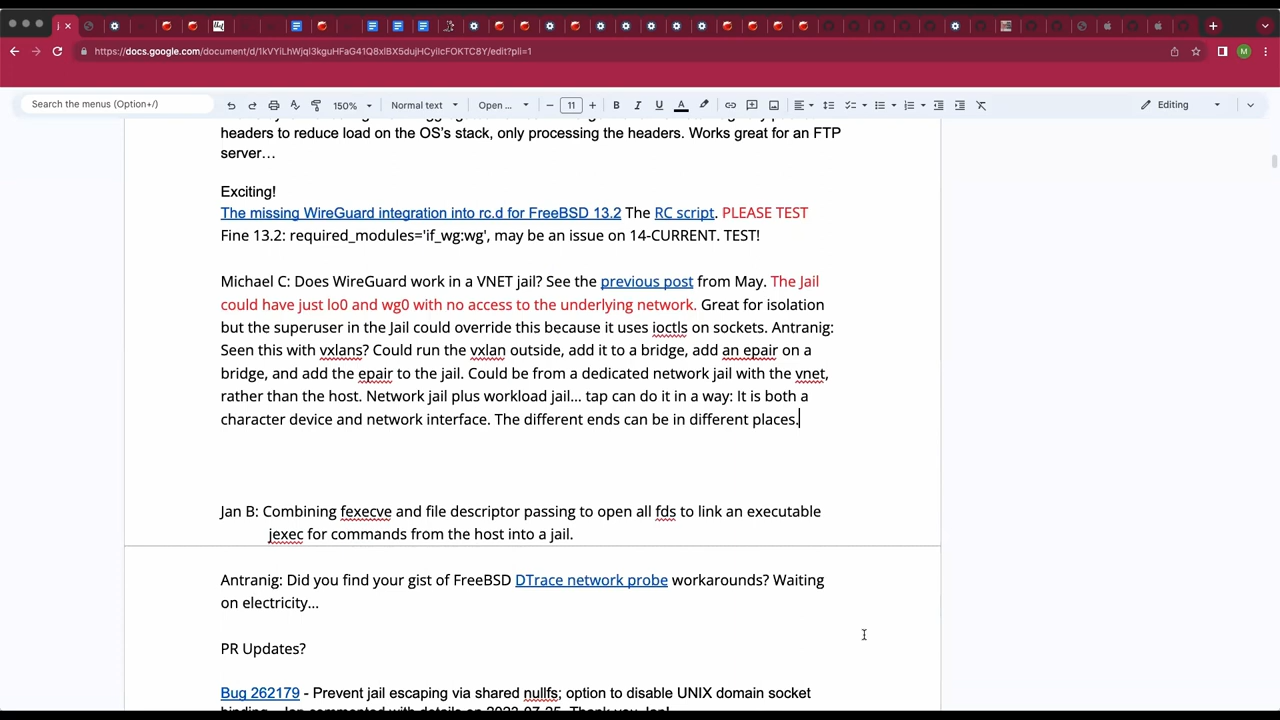 https://docs.google.com/document/d/1kVYiLhWjqI3kguHFaG41Q8xlBX5dujHCyilcFOKTC8Y/edit?pli=1
M
Search the menus (Option+/)
150%
Normal text
Open ...
11
Editing
headers to reduce load on the OS's stack, only processing the headers. Works great for an FTP
server…
Exciting!
The missing WireGuard integration into rc.d for FreeBSD 13.2 The RC script. PLEASE TEST
Fine 13.2: required_modules='if_wg:wg', may be an issue on 14-CURRENT. TEST!
Michael C: Does WireGuard work in a VNET jail? See the previous post from May. The Jail
could have just lo0 and wg0 with no access to the underlying network. Great for isolation
but the superuser in the Jail could override this because it uses ioctls on sockets. Antranig:
Seen this with vxlans? Could run the vxlan outside, add it to a bridge, add an epair on a
bridge, and add the epair to the jail. Could be from a dedicated network jail with the vnet,
rather than the host. Network jail plus workload jail… tap can do it in a way: It is both a
character device and network interface. The different ends can be in different places.
Jan B: Combining fexecve and file descriptor passing to open all fds to link an executable
jexec for commands from the host into a jail.
Antranig: Did you find your gist of FreeBSD DTrace network probe workarounds? Waiting
on electricity…
PR Updates?
Bug 262179 - Prevent jail escaping via shared nullfs; option to disable UNIX domain socket